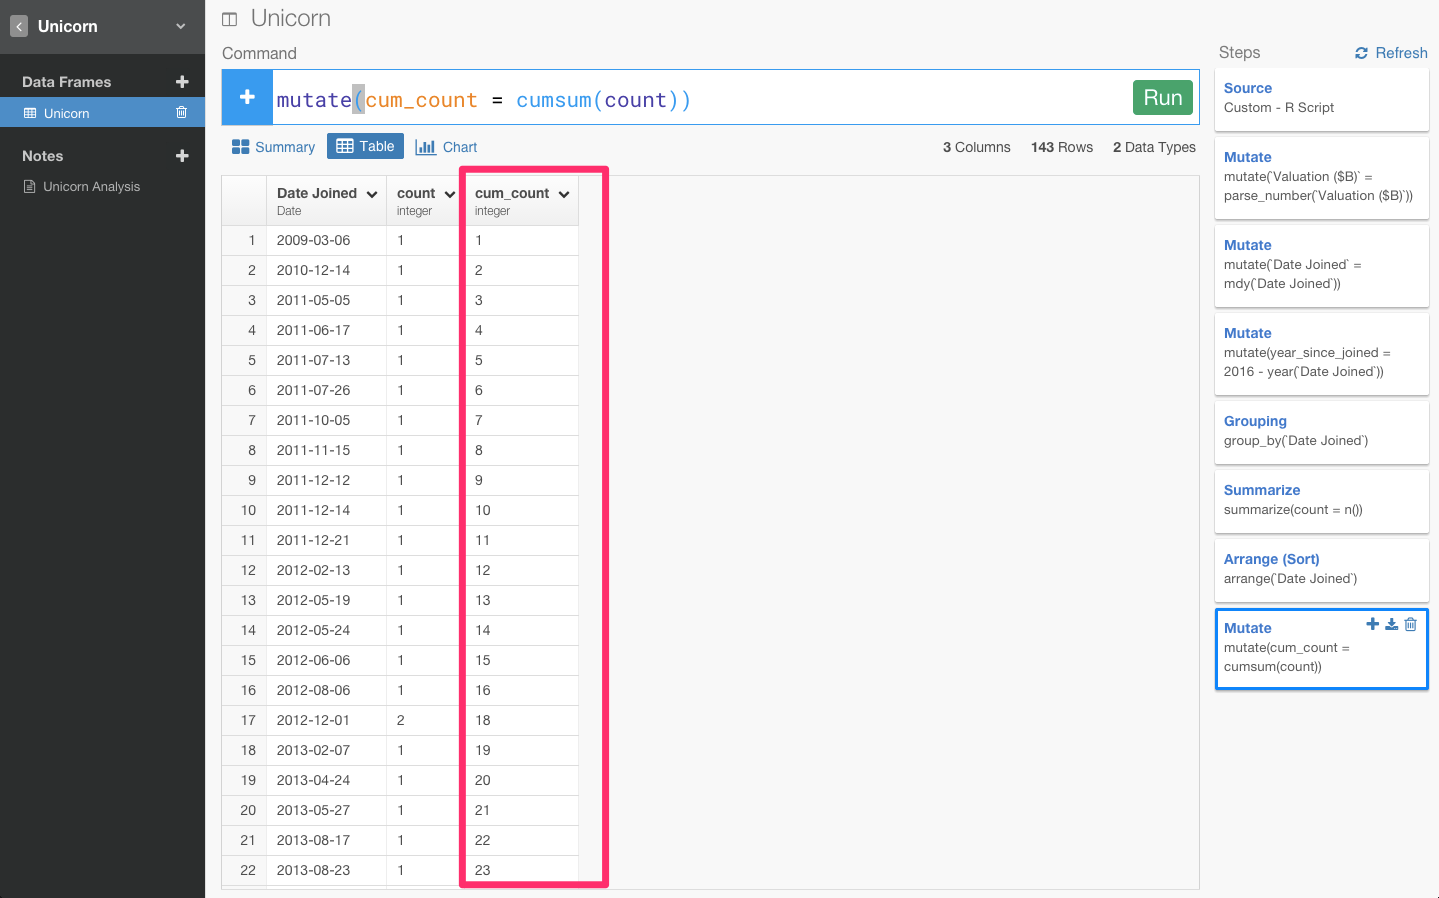 Unicorn
Data Frames
Unicorn
Notes
Unicorn Analysis
Unicorn
Command
mutate(cum_count = cumsum(count))
Run
Summary Table Chart
3 Columns 143 Rows 2 Data Types
Date Joined count cum_count
Date integer integer
1 2009-03-06 1 1
2 2010-12-14 1 2
3 2011-05-05 1 3
4 2011-06-17 1 4
5 2011-07-13 1 5
6 2011-07-26 1 6
7 2011-10-05 1 7
8 2011-11-15 1 8
9 2011-12-12 1 9
10 2011-12-14 1 10
11 2011-12-21 1 11
12 2012-02-13 1 12
13 2012-05-19 1 13
14 2012-05-24 1 14
15 2012-06-06 1 15
16 2012-08-06 1 16
17 2012-12-01 2 18
18 2013-02-07 1 19
19 2013-04-24 1 20
20 2013-05-27 1 21
21 2013-08-17 1 22
22 2013-08-23 1 23
Steps Refresh
Source
Custom - R Script
Mutate
mutate(`Valuation ($B)` =
parse_number(`Valuation ($B)`))
Mutate
mutate(`Date Joined` =
mdy(`Date Joined`))
Mutate
mutate(year_since_joined =
2016 - year(`Date Joined`))
Grouping
group_by(`Date Joined`)
Summarize
summarize(count = n())
Arrange (Sort)
arrange(`Date Joined`)
Mutate
mutate(cum_count =
cumsum(count))